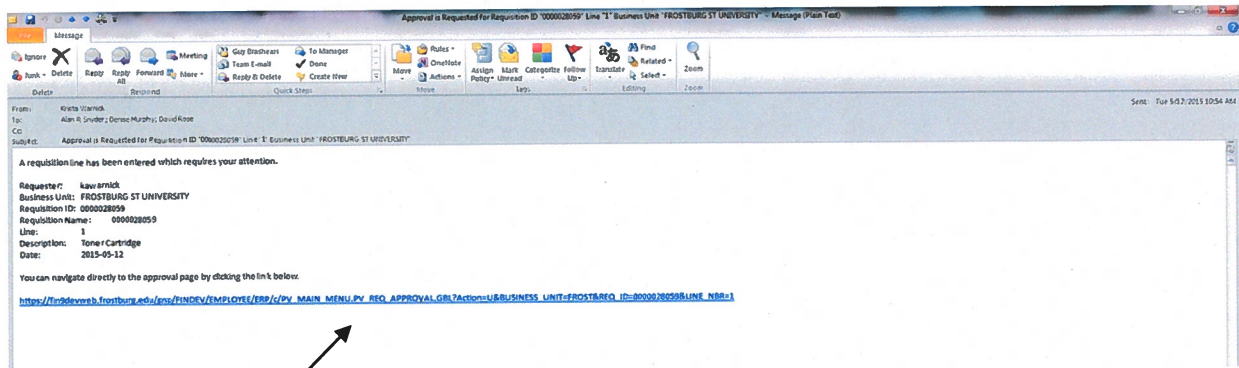 Approval is Requested for Requisition ID "0000028059" Line "1" Business Unit "FROSTBURG ST UNIVERSITY" - Message (Plain Text)
File Message
Ignore
Junk Delete
Reply Reply All Forward
Meeting
More
Guy Brashears
Team E-mail
Reply & Delete
To Manager
Done
Create New
Move
Rules
OneNote
Actions
Assign Policy Mark Unread Categorize Follow Up
Translate
Find
Related
Select
Zoom
Delete Respond Quick Steps Move Tags Editing Zoom
From: Krista Warnick
Sent: Tue 5/12/2015 10:54 AM
To: Alan R Snyder; Denise Murphy; David Rose
Cc
Subject: Approval is Requested for Requisition ID "0000028059" Line "1" Business Unit "FROSTBURG ST UNIVERSITY"
A requisition line has been entered which requires your attention.
Requester: kawarnick
Business Unit: FROSTBURG ST UNIVERSITY
Requisition ID: 0000028059
Requisition Name: 0000028059
Line: 1
Description: Toner Cartridge
Date: 2015-05-12
You can navigate directly to the approval page by clicking the link below.
https://fin9devweb.frostburg.edu/psp/FINDEV/EMPLOYEE/ERP/c/PV_MAIN_MENU.PV_REQ_APPROVAL.GBL?Action=U&BUSINESS_UNIT=FROST&REQ_ID=0000028059&LINE_NBR=1